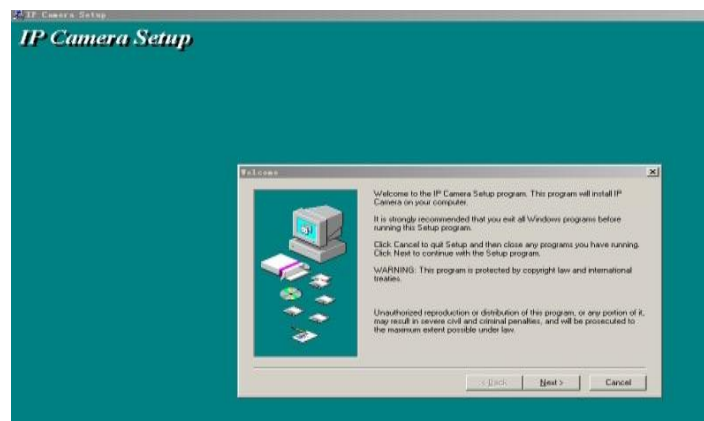 IP Camera Setup
IP Camera Setup
Welcome
Welcome to the IP Camera Setup program. This program will install IP
Camera on your computer.
It is strongly recommended that you exit all Windows programs before
running this Setup program.
Click Cancel to quit Setup and then close any programs you have running.
Click Next to continue with the Setup program.
WARNING: This program is protected by copyright law and international
treaties.
Unauthorized reproduction or distribution of this program, or any portion of it,
may result in severe civil and criminal penalties, and will be prosecuted to
the maximum extent possible under law.
< Back Next > Cancel